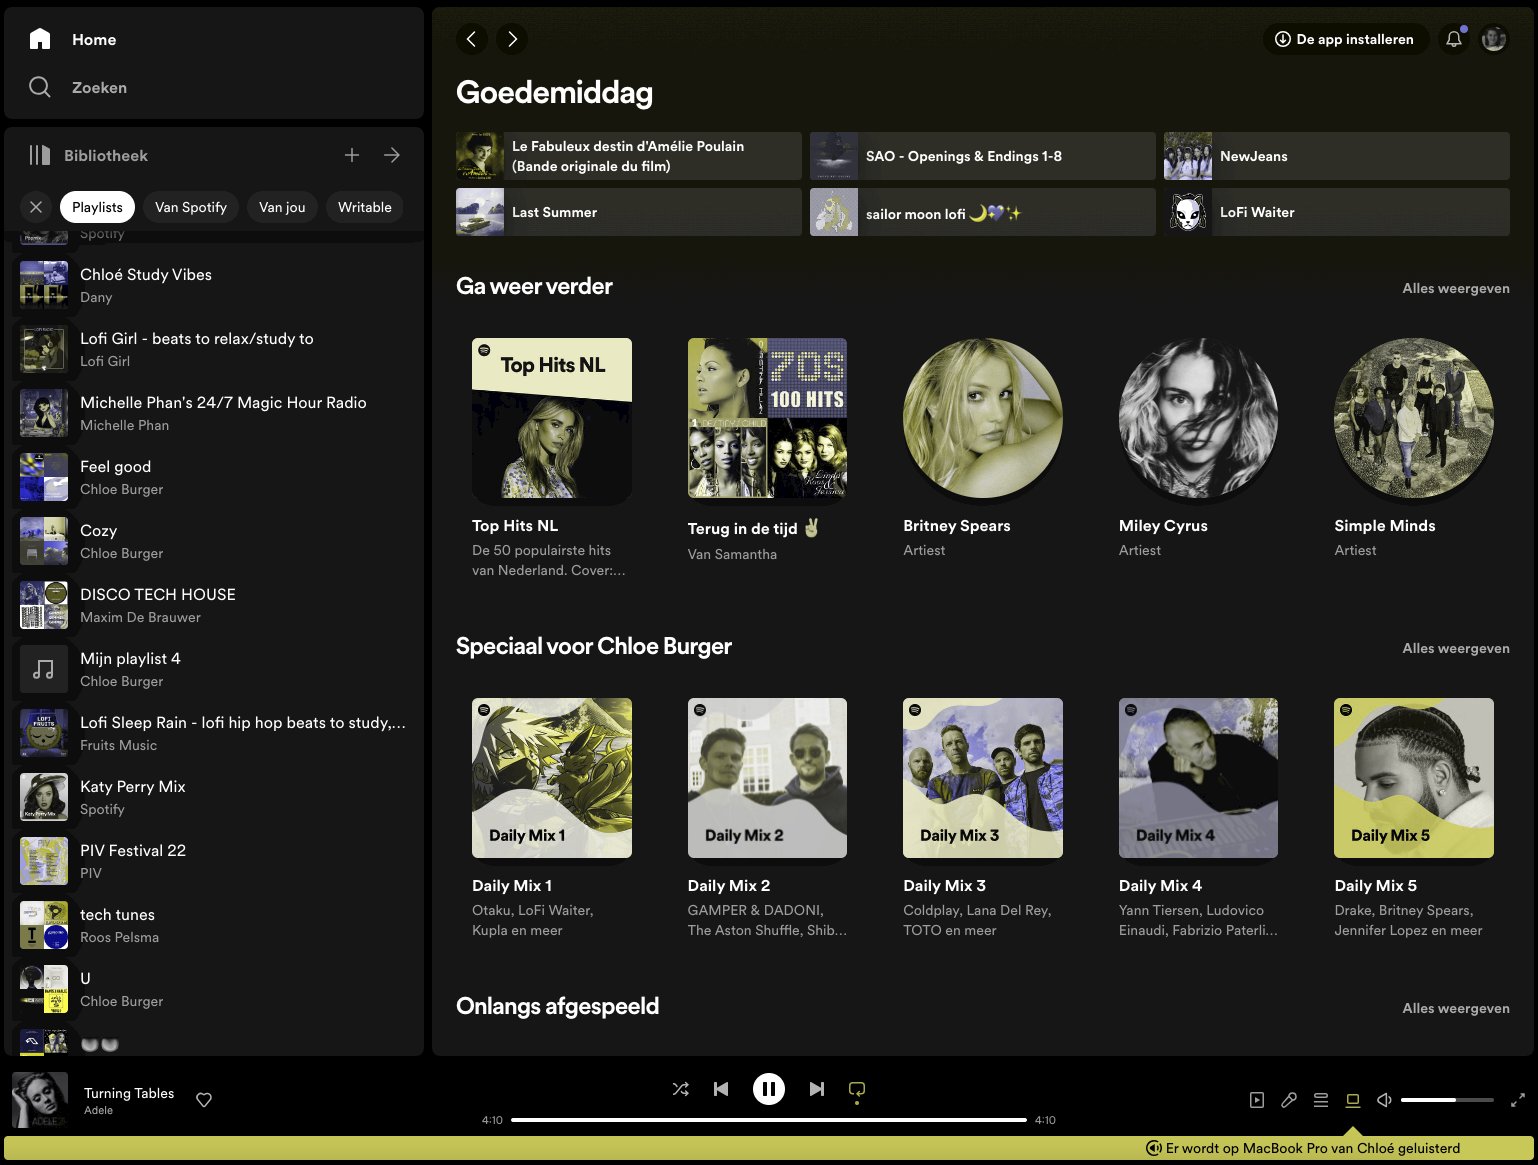 Home
Zoeken
Bibliotheek
Playlists
Van Spotify
Van jou
Writable
Spotify
Chloé Study Vibes
Dany
Lofi Girl - beats to relax/study to
Lofi Girl
Michelle Phan's 24/7 Magic Hour Radio
Michelle Phan
Feel good
Chloe Burger
Cozy
Chloe Burger
DISCO TECH HOUSE
Maxim De Brauwer
Mijn playlist 4
Chloe Burger
LOFI
FRUITS
Lofi Sleep Rain - lofi hip hop beats to study,...
Fruits Music
Katy Perry Mix
Katy Perry Mix
Spotify
PIV Festival 22
PIV
tech tunes
Roos Pelsma
U
Chloe Burger
De app installeren
Goedemiddag
Le Fabuleux destin d'Amélie Poulain
(Bande originale du film)
SAO - Openings & Endings 1-8
NewJeans
Last Summer
sailor moon lofi 🌙💜✨
LoFi Waiter
Ga weer verder
Alles weergeven
Top Hits NL
70s
100 HITS
DESTINY'S CHILD
Top Hits NL
De 50 populairste hits
van Nederland. Cover:...
Terug in de tijd ✌
Van Samantha
Britney Spears
Artiest
Miley Cyrus
Artiest
Simple Minds
Artiest
Speciaal voor Chloe Burger
Alles weergeven
Daily Mix 1
Daily Mix 2
Daily Mix 3
Daily Mix 4
Daily Mix 5
Daily Mix 1
Otaku, LoFi Waiter,
Kupla en meer
Daily Mix 2
GAMPER & DADONI,
The Aston Shuffle, Shib...
Daily Mix 3
Coldplay, Lana Del Rey,
TOTO en meer
Daily Mix 4
Yann Tiersen, Ludovico
Einaudi, Fabrizio Paterli...
Daily Mix 5
Drake, Britney Spears,
Jennifer Lopez en meer
Onlangs afgespeeld
Alles weergeven
Turning Tables
Adele
4:10
4:10
Er wordt op MacBook Pro van Chloé geluisterd